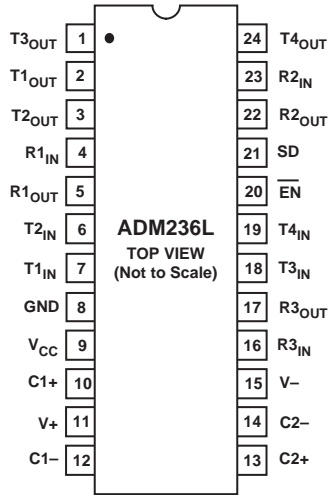 T3OUT 1 24 T4OUT
T1OUT 2 23 R2IN
T2OUT 3 22 R2OUT
R1IN 4 21 SD
R1OUT 5 20 E̅N̅
T2IN 6 ADM236L 19 T4IN
TOP VIEW
T1IN 7 (Not to Scale) 18 T3IN
GND 8 17 R3OUT
VCC 9 16 R3IN
C1+ 10 15 V–
V+ 11 14 C2–
C1– 12 13 C2+